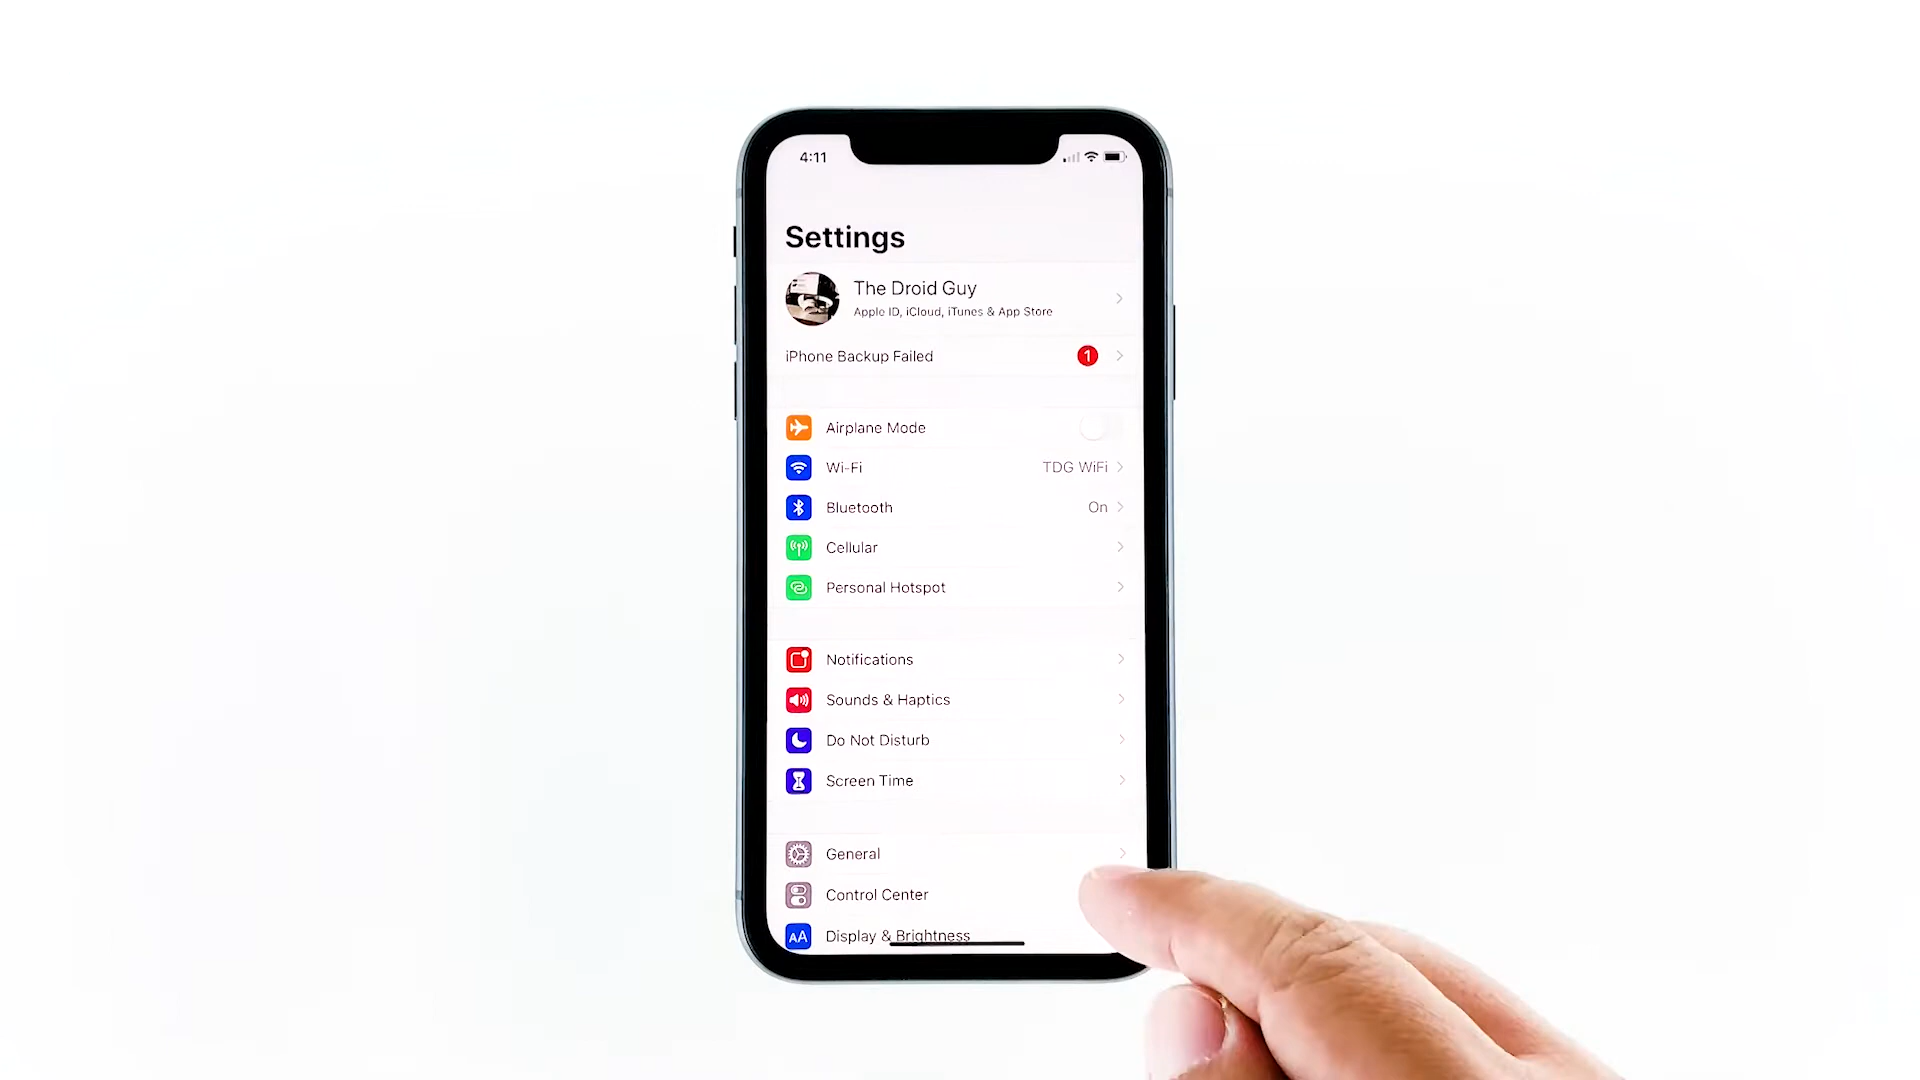 4:11
Settings
The Droid Guy
Apple ID, iCloud, iTunes & App Store
iPhone Backup Failed 1
Airplane Mode
Wi-Fi TDG WiFi
Bluetooth On
Cellular
Personal Hotspot
Notifications
Sounds & Haptics
Do Not Disturb
Screen Time
General
Control Center
AA Display & Brightness